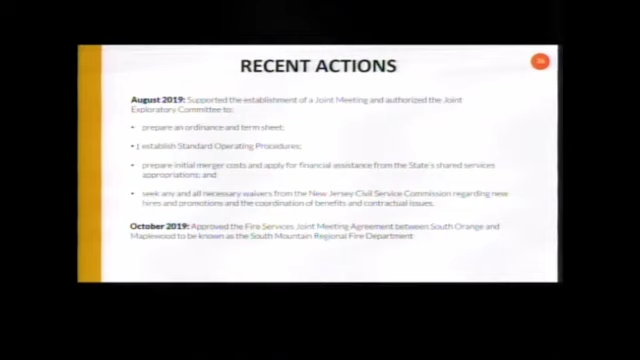 RECENT ACTIONS
August 2019: Supported the establishment of a Joint Meeting and authorized the Joint
Exploratory Committee to:
• prepare an ordinance and term sheet;
• establish Standard Operating Procedures;
• prepare initial merger costs and apply for financial assistance from the State's shared services
appropriations; and
• seek any and all necessary waivers from the New Jersey Civil Service Commission regarding new
hires and promotions and the coordination of benefits and contractual issues.
October 2019: Approved the Fire Services Joint Meeting Agreement between South Orange and
Maplewood to be known as the South Mountain Regional Fire Department